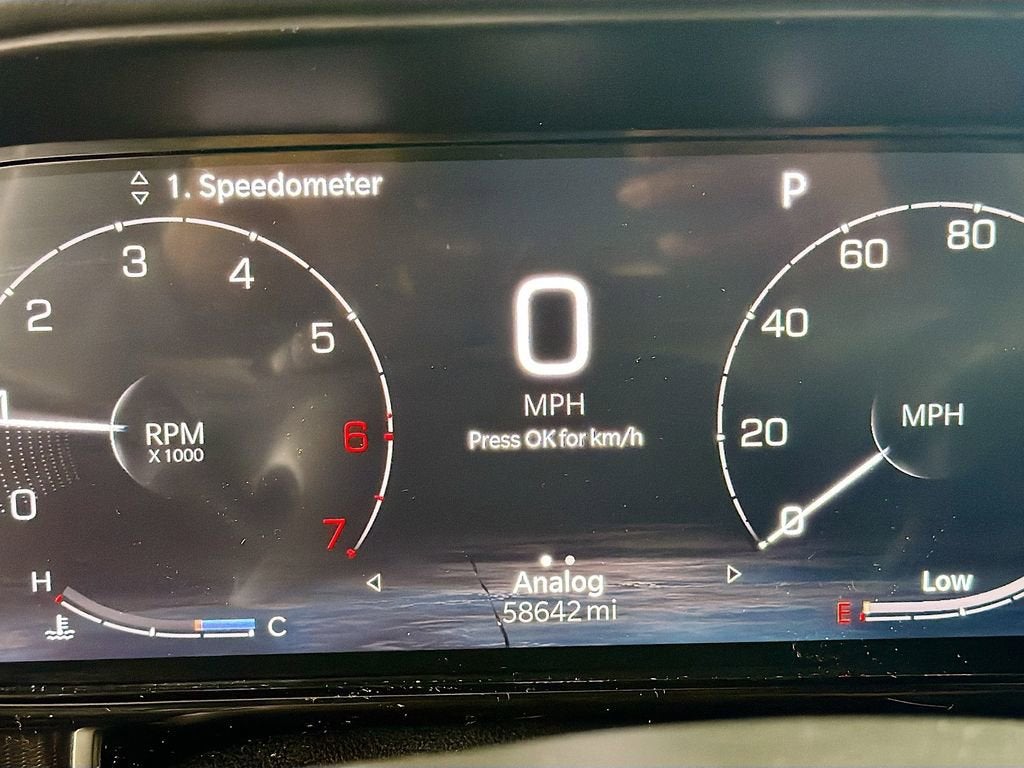 1. Speedometer
P
3
4
2
5
1
RPM
X 1000
6
0
7
H
C
0
MPH
Press OK for km/h
Analog
58642 mi
80
60
40
20
0
MPH
Low
E